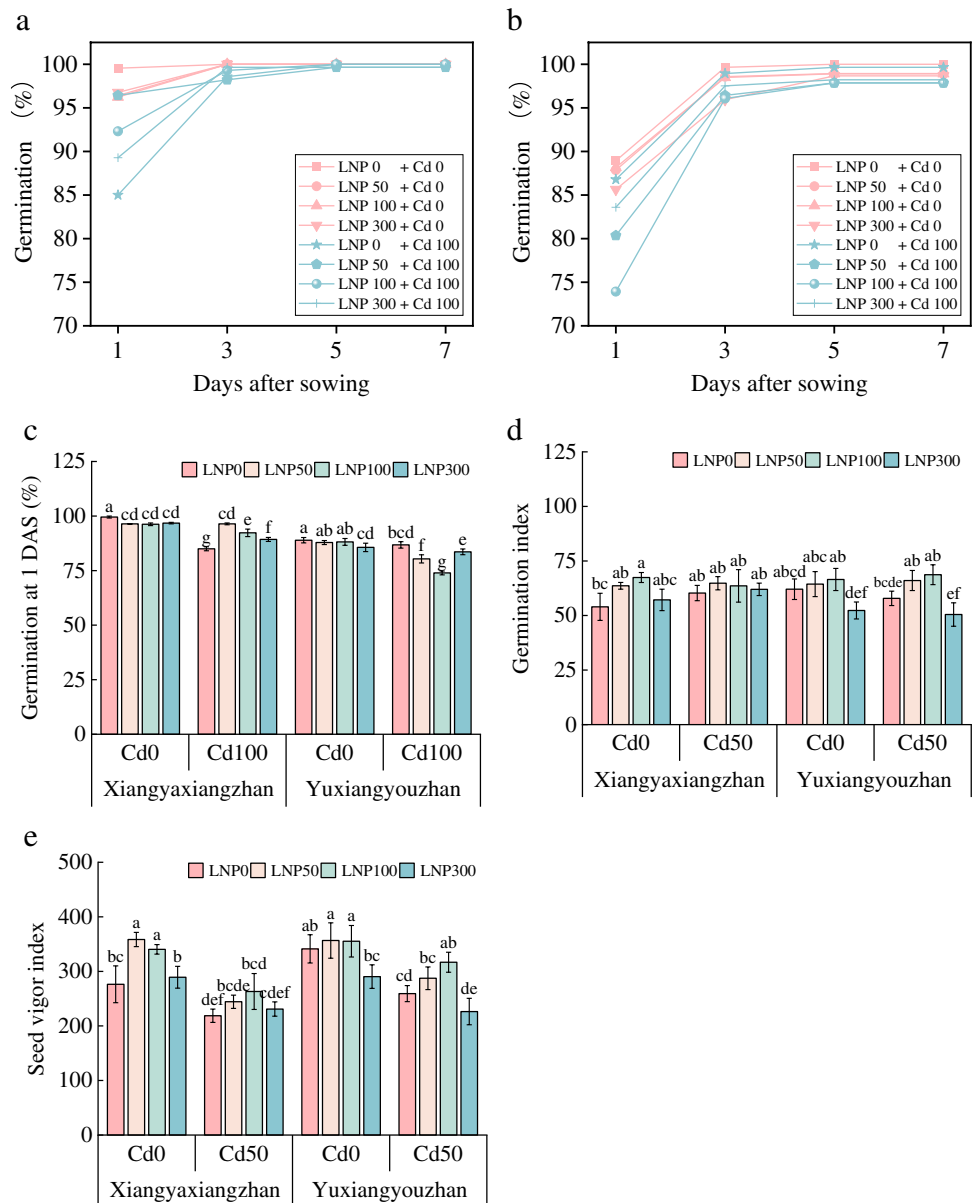 a
Germination (%)
100
95
90
85
80
75
70
LNP 0 + Cd 0
LNP 50 + Cd 0
LNP 100 + Cd 0
LNP 300 + Cd 0
LNP 0 + Cd 100
LNP 50 + Cd 100
LNP 100 + Cd 100
LNP 300 + Cd 100
1 3 5 7
Days after sowing
b
Germination (%)
100
95
90
85
80
75
70
LNP 0 + Cd 0
LNP 50 + Cd 0
LNP 100 + Cd 0
LNP 300 + Cd 0
LNP 0 + Cd 100
LNP 50 + Cd 100
LNP 100 + Cd 100
LNP 300 + Cd 100
1 3 5 7
Days after sowing
c
Germination at 1 DAS (%)
125
100
75
50
25
0
LNP0 LNP50 LNP100 LNP300
a cd cd cd g cd e f a ab ab cd bcd f g e
Cd0 Cd100 Cd0 Cd100
Xiangyaxiangzhan Yuxiangyouzhan
d
Germination index
125
100
75
50
25
0
LNP0 LNP50 LNP100 LNP300
bc ab a abc ab ab ab ab abcd abc ab def bcde ab ab ef
Cd0 Cd50 Cd0 Cd50
Xiangyaxiangzhan Yuxiangyouzhan
e
Seed vigor index
500
400
300
200
100
0
LNP0 LNP50 LNP100 LNP300
bc a a b def bcde bcd cdef ab a a bc cd bc ab de
Cd0 Cd50 Cd0 Cd50
Xiangyaxiangzhan Yuxiangyouzhan